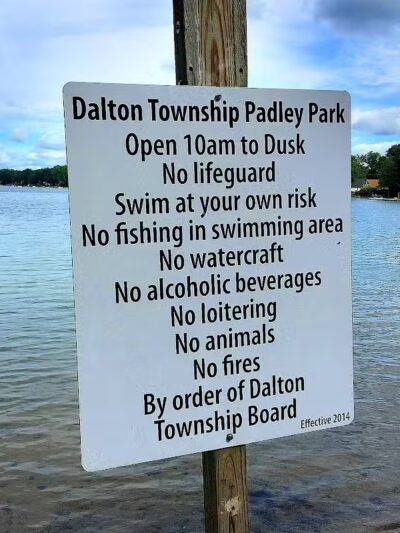 Dalton Township Padley Park
Open 10am to Dusk
No lifeguard
Swim at your own risk
No fishing in swimming area
No watercraft
No alcoholic beverages
No loitering
No animals
No fires
By order of Dalton
Township Board
Effective 2014